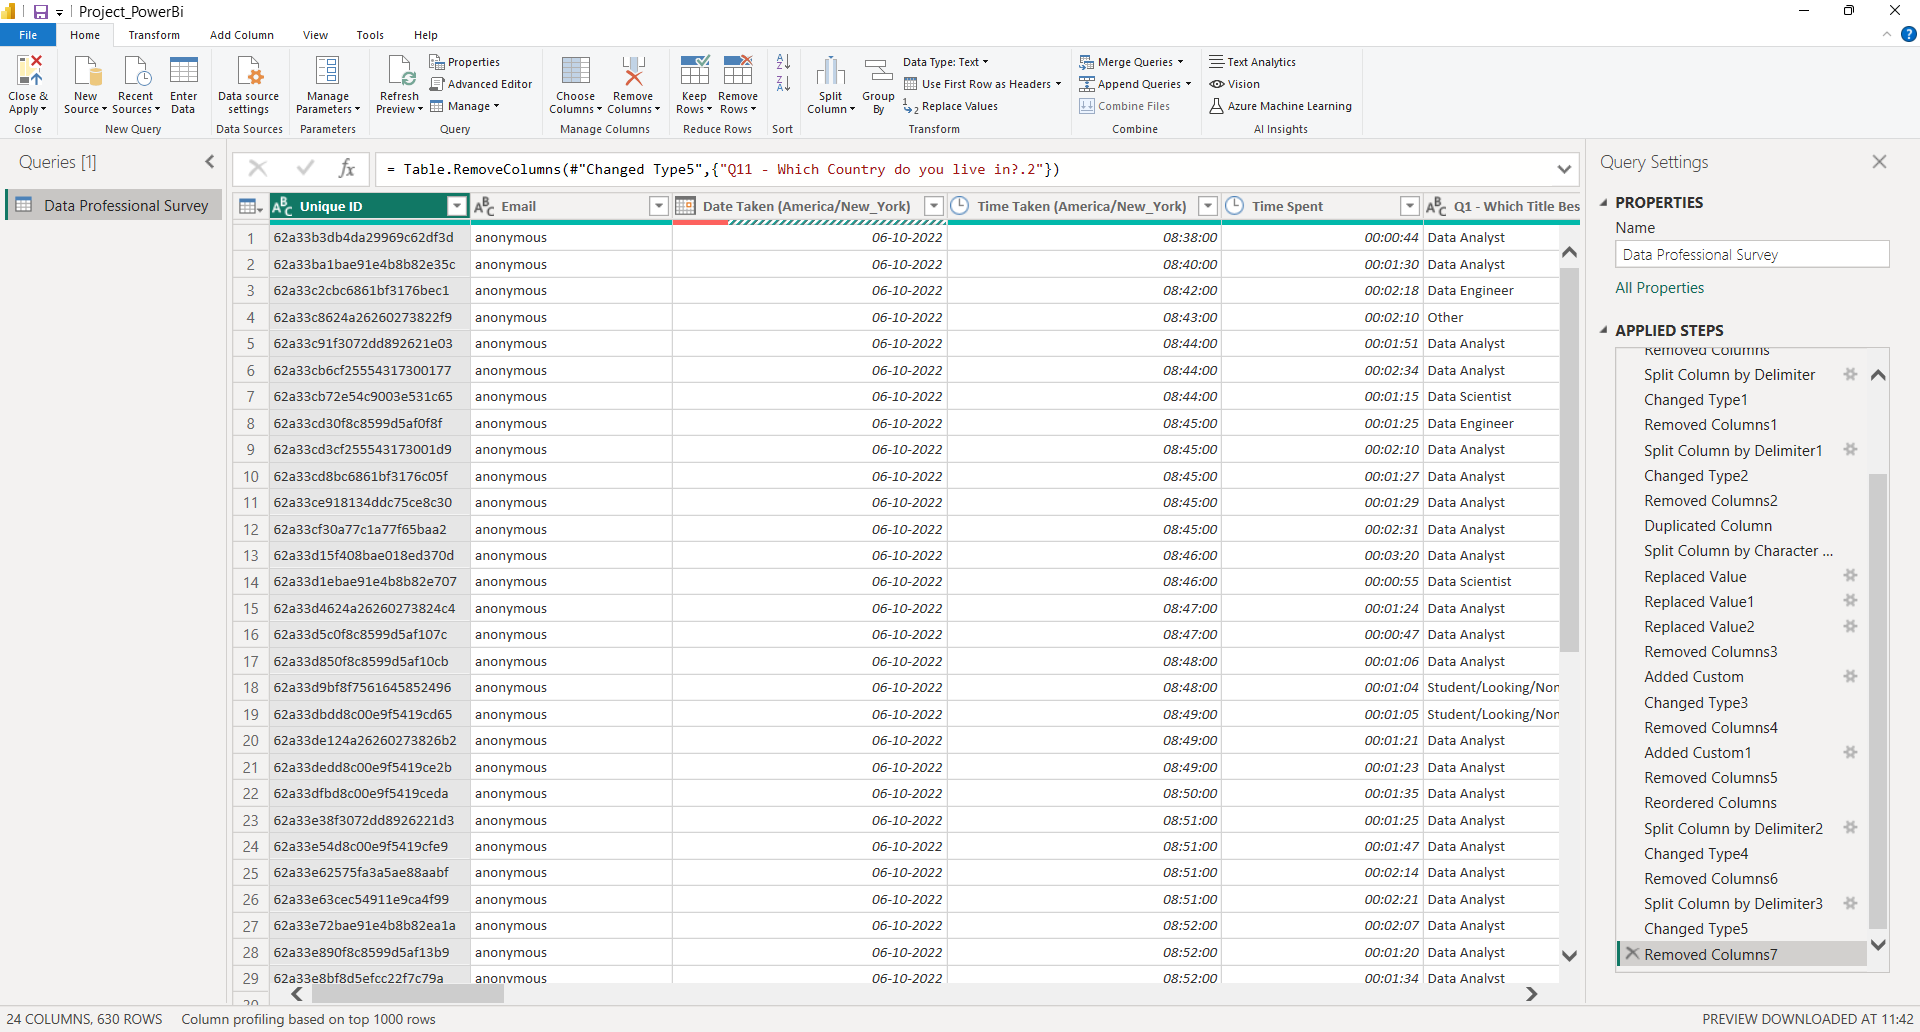 Project_PowerBi
File Home Transform Add Column View Tools Help
Close & Apply
Close
New Source
Recent Sources
Enter Data
New Query
Data source settings
Data Sources
Manage Parameters
Parameters
Refresh Preview
Properties
Advanced Editor
Manage
Query
Choose Columns
Remove Columns
Manage Columns
Keep Rows
Remove Rows
Reduce Rows
Sort
Split Column
Group By
Data Type: Text
Use First Row as Headers
Replace Values
Transform
Merge Queries
Append Queries
Combine Files
Combine
Text Analytics
Vision
Azure Machine Learning
AI Insights
Queries [1]
Data Professional Survey
= Table.RemoveColumns(#"Changed Type5",{"Q11 - Which Country do you live in?.2"})
Unique ID Email Date Taken (America/New_York) Time Taken (America/New_York) Time Spent Q1 - Which Title Bes
1 62a33b3db4da29969c62df3d anonymous 06-10-2022 08:38:00 00:00:44 Data Analyst
2 62a33ba1bae91e4b8b82e35c anonymous 06-10-2022 08:40:00 00:01:30 Data Analyst
3 62a33c2cbc6861bf3176bec1 anonymous 06-10-2022 08:42:00 00:02:18 Data Engineer
4 62a33c8624a26260273822f9 anonymous 06-10-2022 08:43:00 00:02:10 Other
5 62a33c91f3072dd892621e03 anonymous 06-10-2022 08:44:00 00:01:51 Data Analyst
6 62a33cb6cf25554317300177 anonymous 06-10-2022 08:44:00 00:02:34 Data Analyst
7 62a33cb72e54c9003e531c65 anonymous 06-10-2022 08:44:00 00:01:15 Data Scientist
8 62a33cd30f8c8599d5af0f8f anonymous 06-10-2022 08:45:00 00:01:25 Data Engineer
9 62a33cd3cf255543173001d9 anonymous 06-10-2022 08:45:00 00:02:10 Data Analyst
10 62a33cd8bc6861bf3176c05f anonymous 06-10-2022 08:45:00 00:01:27 Data Analyst
11 62a33ce918134ddc75ce8c30 anonymous 06-10-2022 08:45:00 00:01:29 Data Analyst
12 62a33cf30a77c1a77f65baa2 anonymous 06-10-2022 08:45:00 00:02:31 Data Analyst
13 62a33d15f408bae018ed370d anonymous 06-10-2022 08:46:00 00:03:20 Data Analyst
14 62a33d1ebae91e4b8b82e707 anonymous 06-10-2022 08:46:00 00:00:55 Data Scientist
15 62a33d4624a26260273824c4 anonymous 06-10-2022 08:47:00 00:01:24 Data Analyst
16 62a33d5c0f8c8599d5af107c anonymous 06-10-2022 08:47:00 00:00:47 Data Analyst
17 62a33d850f8c8599d5af10cb anonymous 06-10-2022 08:48:00 00:01:06 Data Analyst
18 62a33d9bf8f7561645852496 anonymous 06-10-2022 08:48:00 00:01:04 Student/Looking/Non
19 62a33dbdd8c00e9f5419cd65 anonymous 06-10-2022 08:49:00 00:01:05 Student/Looking/Non
20 62a33de124a26260273826b2 anonymous 06-10-2022 08:49:00 00:01:21 Data Analyst
21 62a33dedd8c00e9f5419ce2b anonymous 06-10-2022 08:49:00 00:01:23 Data Analyst
22 62a33dfbd8c00e9f5419ceda anonymous 06-10-2022 08:50:00 00:01:35 Data Analyst
23 62a33e38f3072dd8926221d3 anonymous 06-10-2022 08:51:00 00:01:25 Data Analyst
24 62a33e54d8c00e9f5419cfe9 anonymous 06-10-2022 08:51:00 00:01:47 Data Analyst
25 62a33e62575fa3a5ae88aabf anonymous 06-10-2022 08:51:00 00:02:14 Data Analyst
26 62a33e63cec54911e9ca4f99 anonymous 06-10-2022 08:51:00 00:02:21 Data Analyst
27 62a33e72bae91e4b8b82ea1a anonymous 06-10-2022 08:52:00 00:02:07 Data Analyst
28 62a33e890f8c8599d5af13b9 anonymous 06-10-2022 08:52:00 00:01:20 Data Analyst
29 62a33e8bf8d5efcc22f7c79a anonymous 06-10-2022 08:52:00 00:01:34 Data Analyst
30
Query Settings
PROPERTIES
Name
Data Professional Survey
All Properties
APPLIED STEPS
Removed Columns
Split Column by Delimiter
Changed Type1
Removed Columns1
Split Column by Delimiter1
Changed Type2
Removed Columns2
Duplicated Column
Split Column by Character ...
Replaced Value
Replaced Value1
Replaced Value2
Removed Columns3
Added Custom
Changed Type3
Removed Columns4
Added Custom1
Removed Columns5
Reordered Columns
Split Column by Delimiter2
Changed Type4
Removed Columns6
Split Column by Delimiter3
Changed Type5
Removed Columns7
24 COLUMNS, 630 ROWS Column profiling based on top 1000 rows
PREVIEW DOWNLOADED AT 11:42